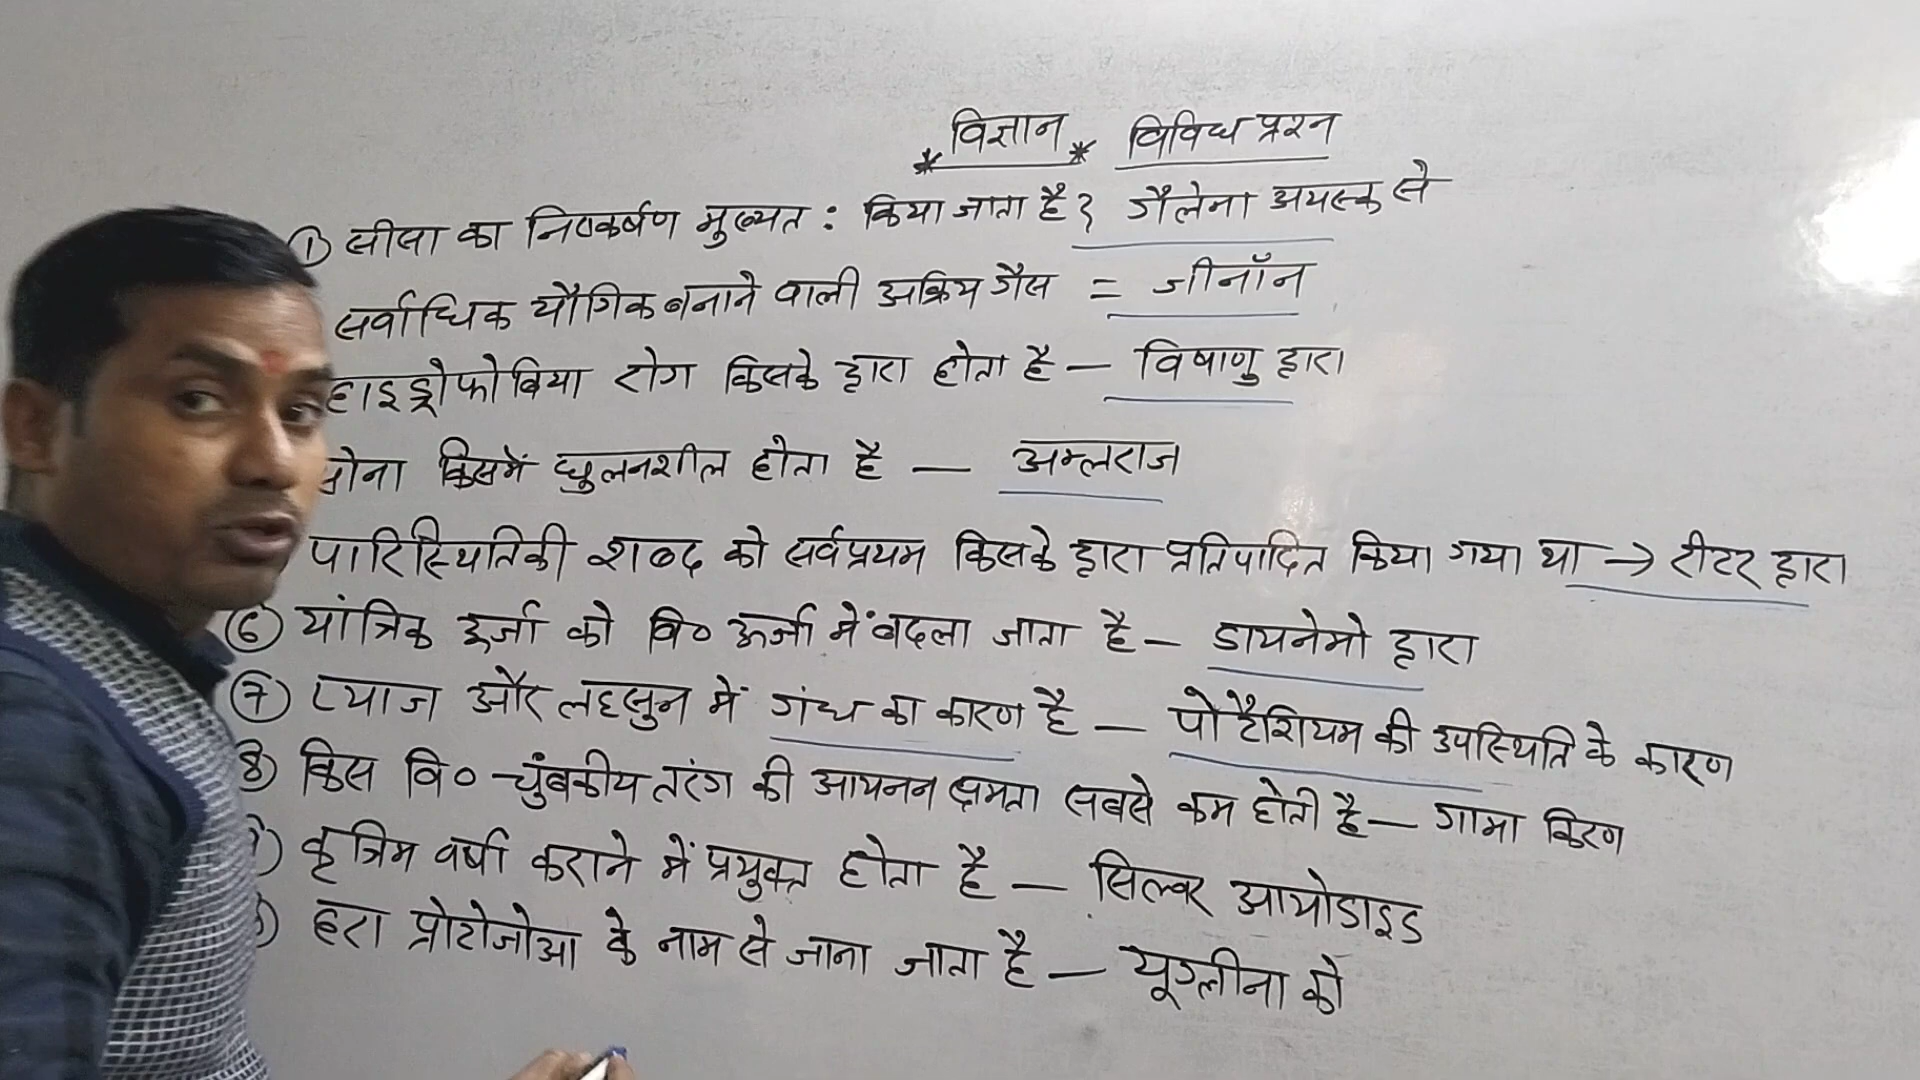 विज्ञान * विविध प्रश्न
*
① सीसा का निष्कर्षण मुख्यत: किया जाता है? गैलेना अयस्क से
सर्वाधिक यौगिक बनाने वाली अक्रिय गैस = जीनॉन
हाइड्रोफोबिया रोग किसके द्वारा होता है — विषाणु द्वारा
सोना किसमें घुलनशील होता है — अम्लराज
पारिस्थितिकी शब्द को सर्वप्रथम किसके द्वारा प्रतिपादित किया गया था → रीटर द्वारा
⑥ यांत्रिक ऊर्जा को वि० ऊर्जा में बदला जाता है — डायनेमो द्वारा
⑦ प्याज और लहसुन में गंध का कारण है — पोटैशियम की उपस्थिति के कारण
⑧ किस वि० चुंबकीय तरंग की आयनन क्षमता सबसे कम होती है — गामा किरण
कृत्रिम वर्षा कराने में प्रयुक्त होता है — सिल्वर आयोडाइड
हरा प्रोटोजोआ के नाम से जाना जाता है — यूग्लीना को